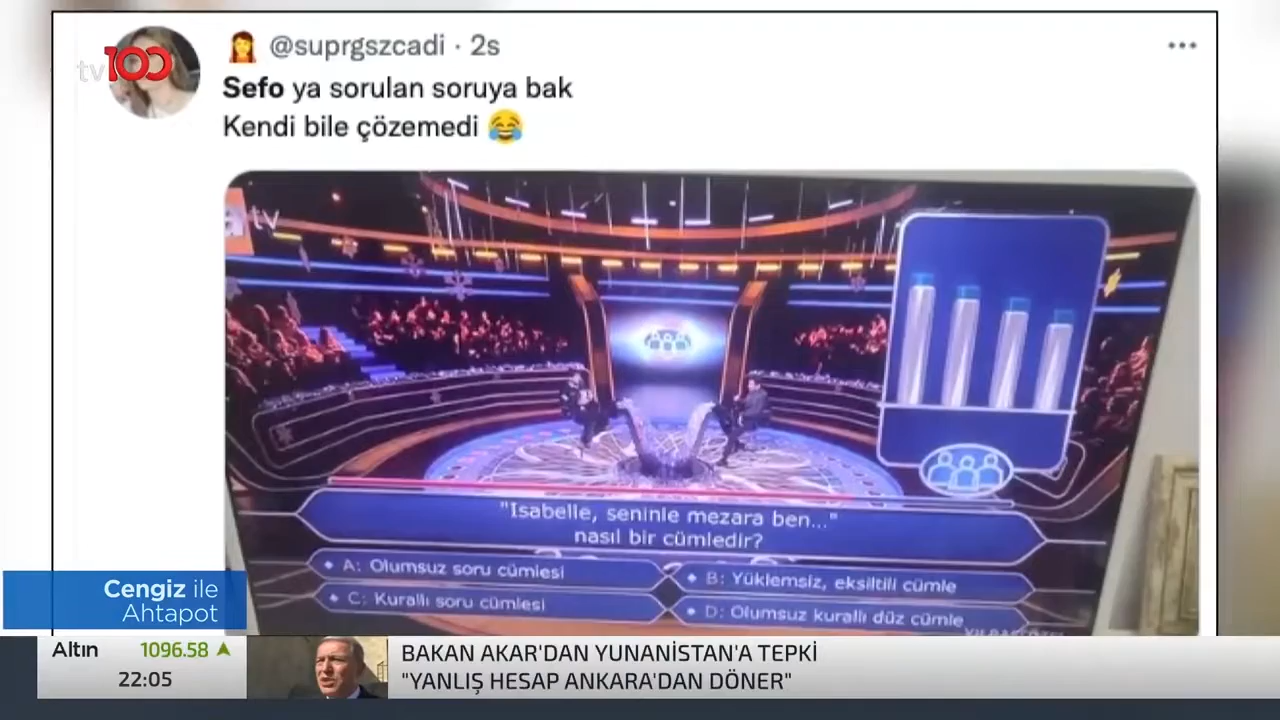 tv100
@suprgszcadi · 2s
Sefo ya sorulan soruya bak
Kendi bile çözemedi 😂
atv
"Isabelle, seninle mezara ben..."
nasıl bir cümledir?
A: Olumsuz soru cümlesi
B: Yüklemsiz, eksiltili cümle
C: Kurallı soru cümlesi
D: Olumsuz kurallı düz cümle
Cengiz ile
Ahtapot
Altın 1096.58
22:05
BAKAN AKAR'DAN YUNANİSTAN'A TEPKİ
"YANLIŞ HESAP ANKARA'DAN DÖNER"